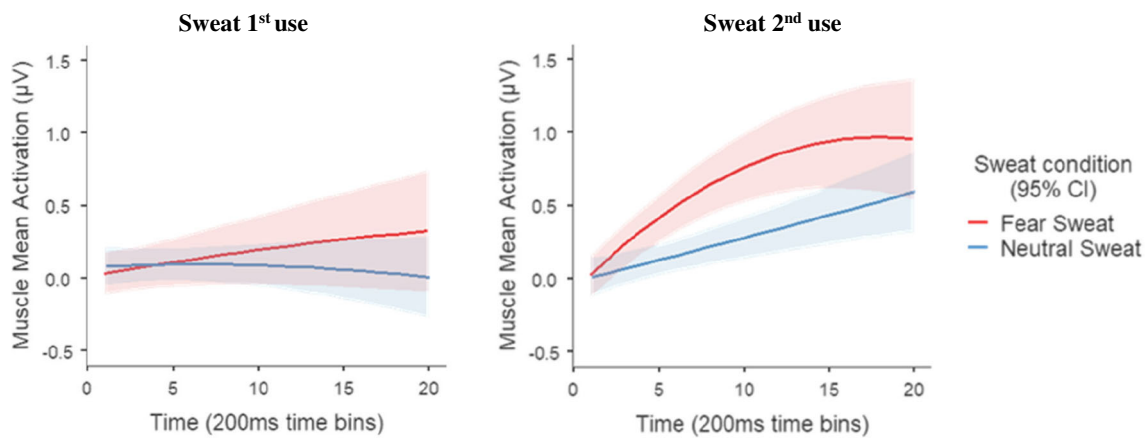 Sweat 1st use
Muscle Mean Activation (µV)
1.5
1.0
0.5
0.0
-0.5
0 5 10 15 20
Time (200ms time bins)
Sweat 2nd use
Muscle Mean Activation (µV)
1.5
1.0
0.5
0.0
-0.5
0 5 10 15 20
Time (200ms time bins)
Sweat condition
(95% CI)
Fear Sweat
Neutral Sweat